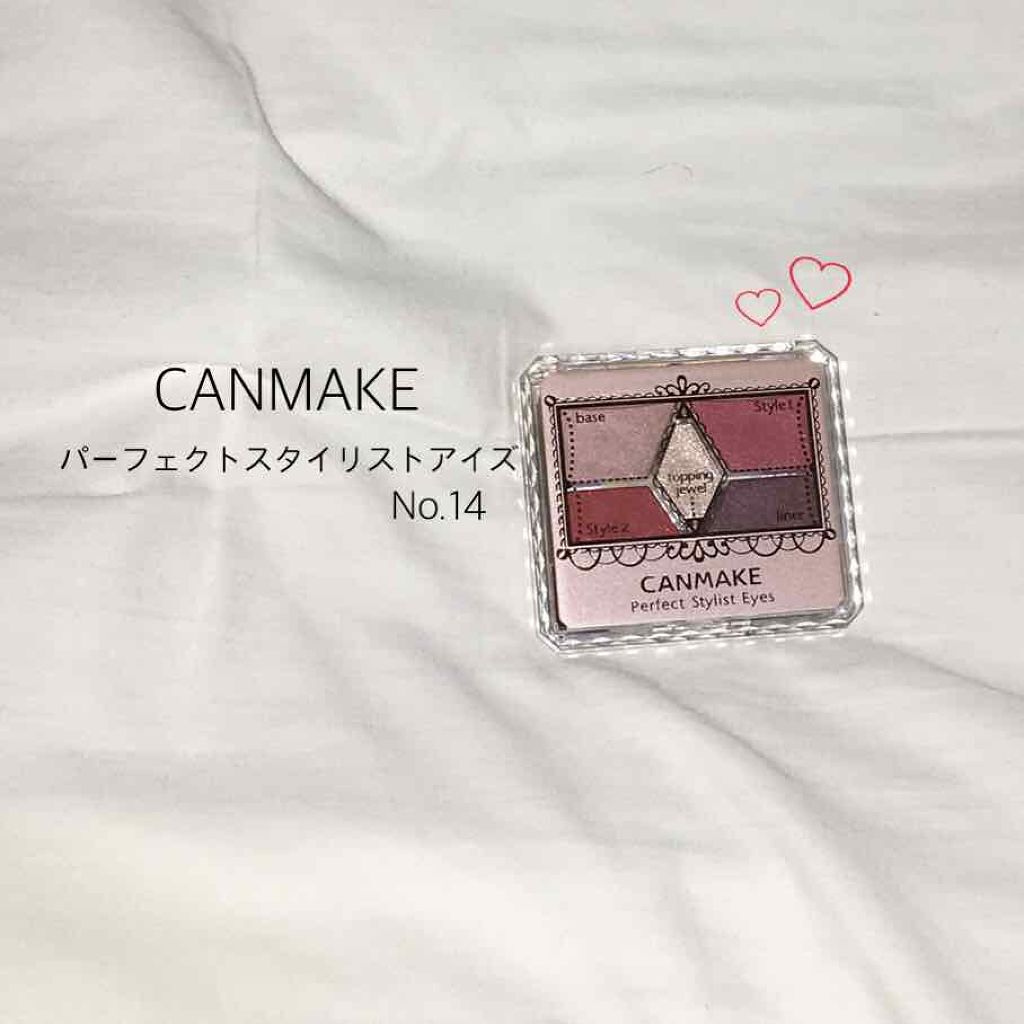 CANMAKE
パーフェクトスタイリストアイズ
No.14
base
Style1
topping
jewel
Style2
liner
CANMAKE
Perfect Stylist Eyes